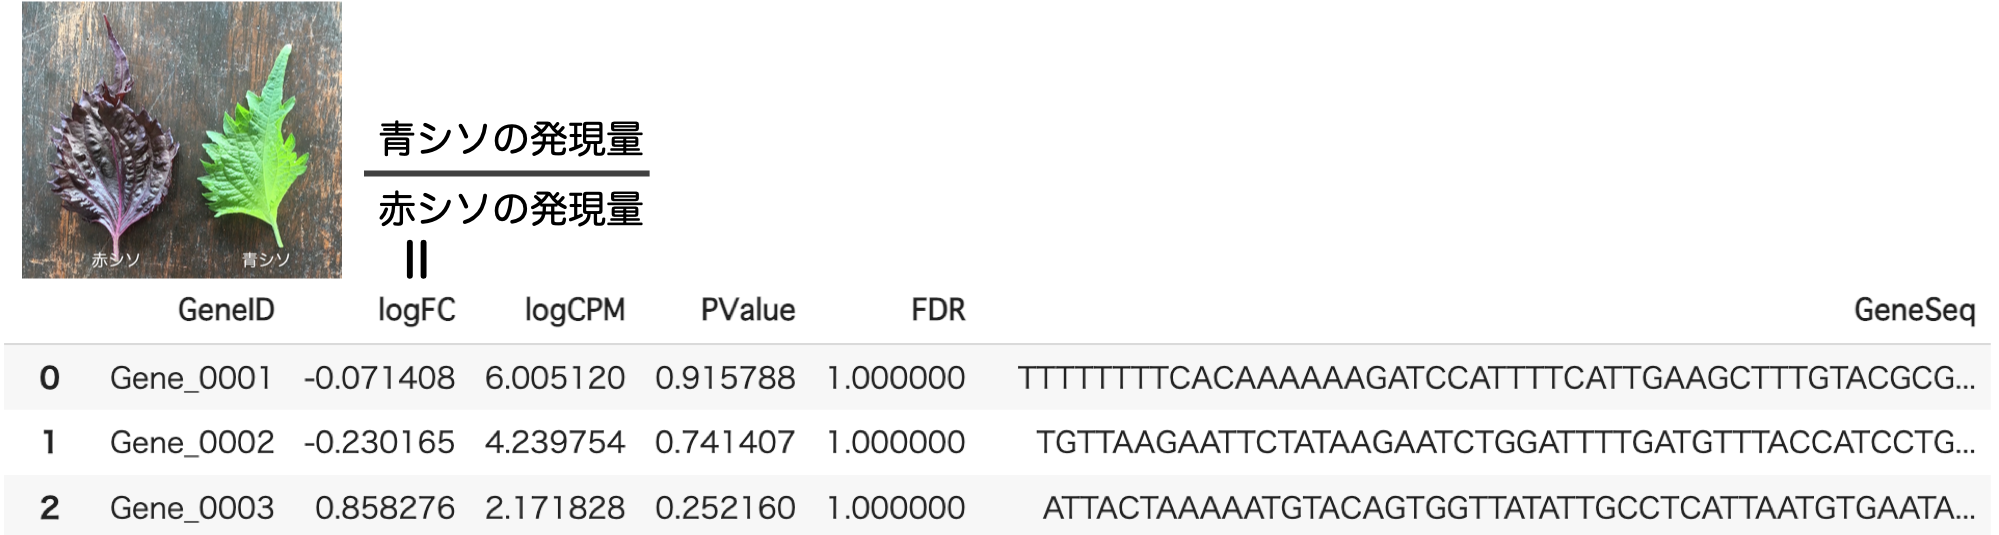 赤シソ 青シソ
青シソの発現量
赤シソの発現量
=
GeneID logFC logCPM PValue FDR GeneSeq
0 Gene_0001 -0.071408 6.005120 0.915788 1.000000 TTTTTTTTCACAAAAAAGATCCATTTTCATTGAAGCTTTGTACGCG...
1 Gene_0002 -0.230165 4.239754 0.741407 1.000000 TGTTAAGAATTCTATAAGAATCTGGATTTTGATGTTTACCATCCTG...
2 Gene_0003 0.858276 2.171828 0.252160 1.000000 ATTACTAAAAATGTACAGTGGTTATATTGCCTCATTAATGTGAATA...